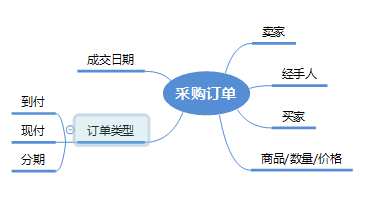 采购订单
卖家
经手人
买家
商品/数量/价格
成交日期
订单类型
到付
现付
分期